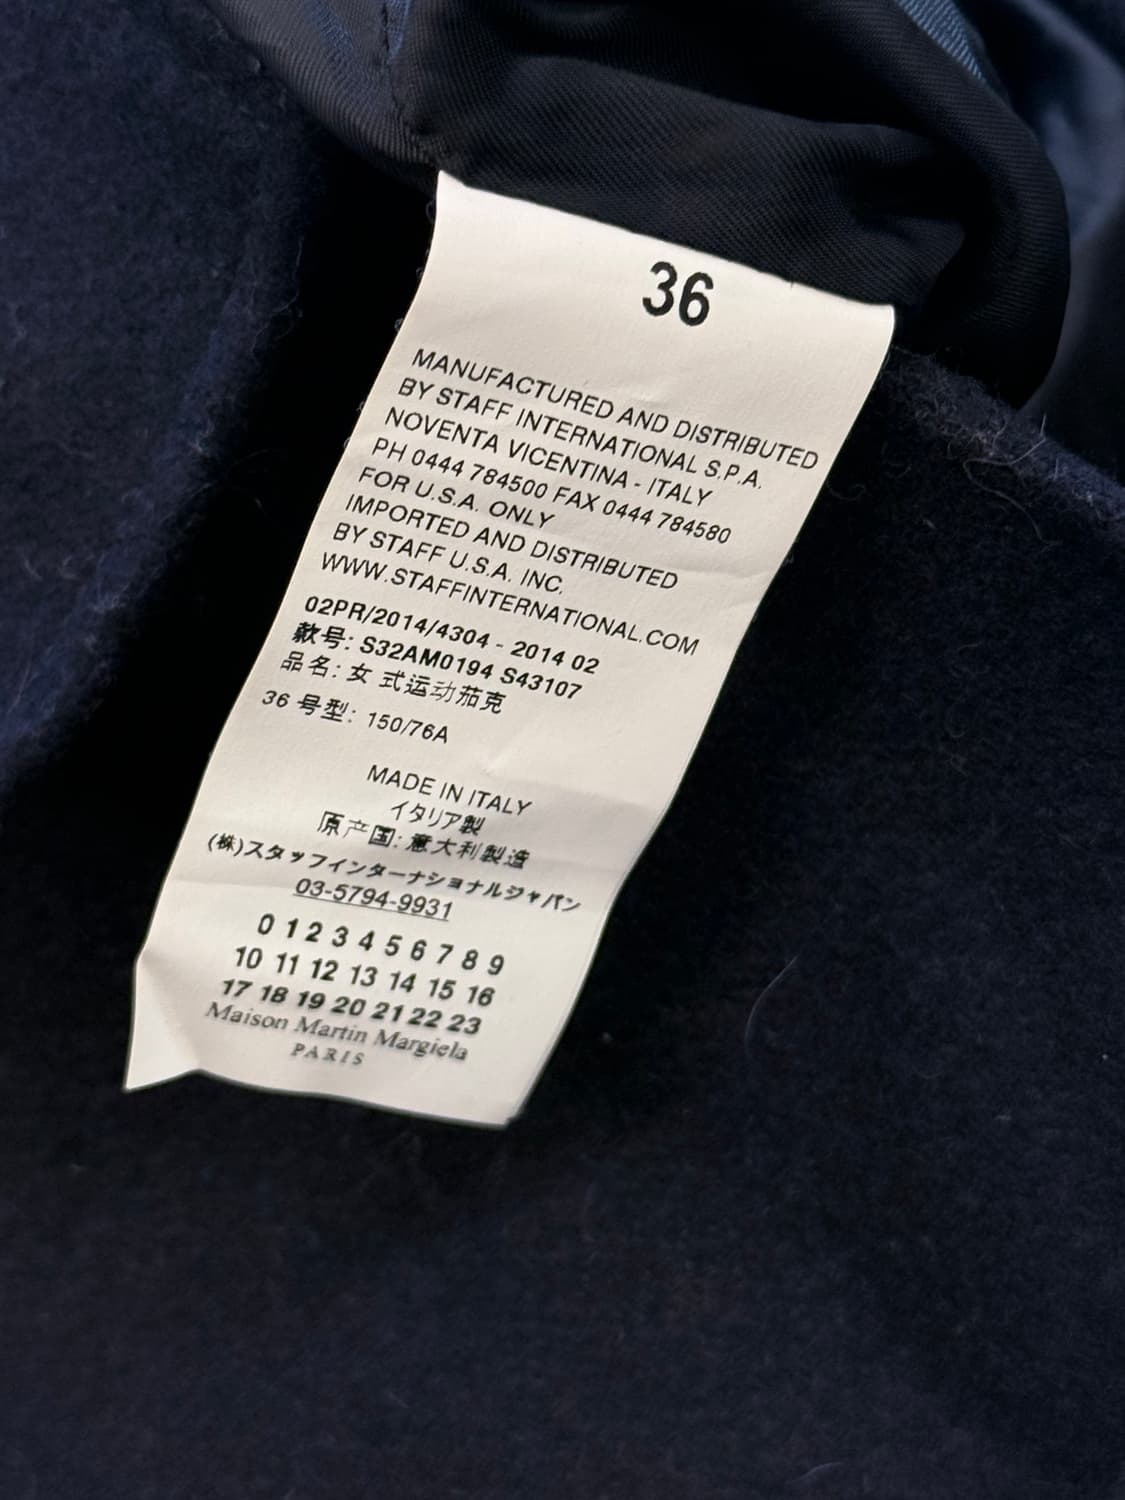 36
MANUFACTURED AND DISTRIBUTED
BY STAFF INTERNATIONAL S.P.A.
NOVENTA VICENTINA - ITALY
PH 0444 784500 FAX 0444 784580
FOR U.S.A. ONLY
IMPORTED AND DISTRIBUTED
BY STAFF U.S.A. INC.
WWW.STAFFINTERNATIONAL.COM
02PR/2014/4304 - 2014 02
款号: S32AM0194 S43107
品名: 女 式运动茄克
36 号型: 150/76A
MADE IN ITALY
イタリア製
原产国: 意大利製造
(株)スタッフインターナショナルジャパン
03-5794-9931
0 1 2 3 4 5 6 7 8 9
10 11 12 13 14 15 16
17 18 19 20 21 22 23
Maison Martin Margiela
PARIS